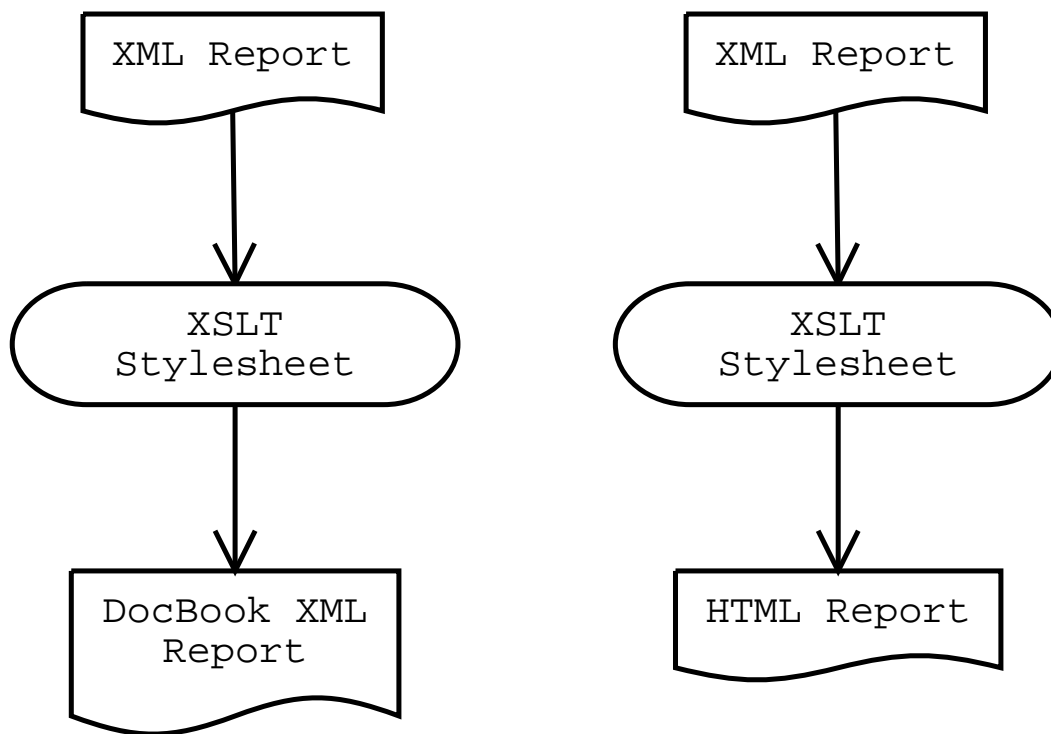 XML Report
XML Report
XSLT
Stylesheet
XSLT
Stylesheet
DocBook XML
Report
HTML Report